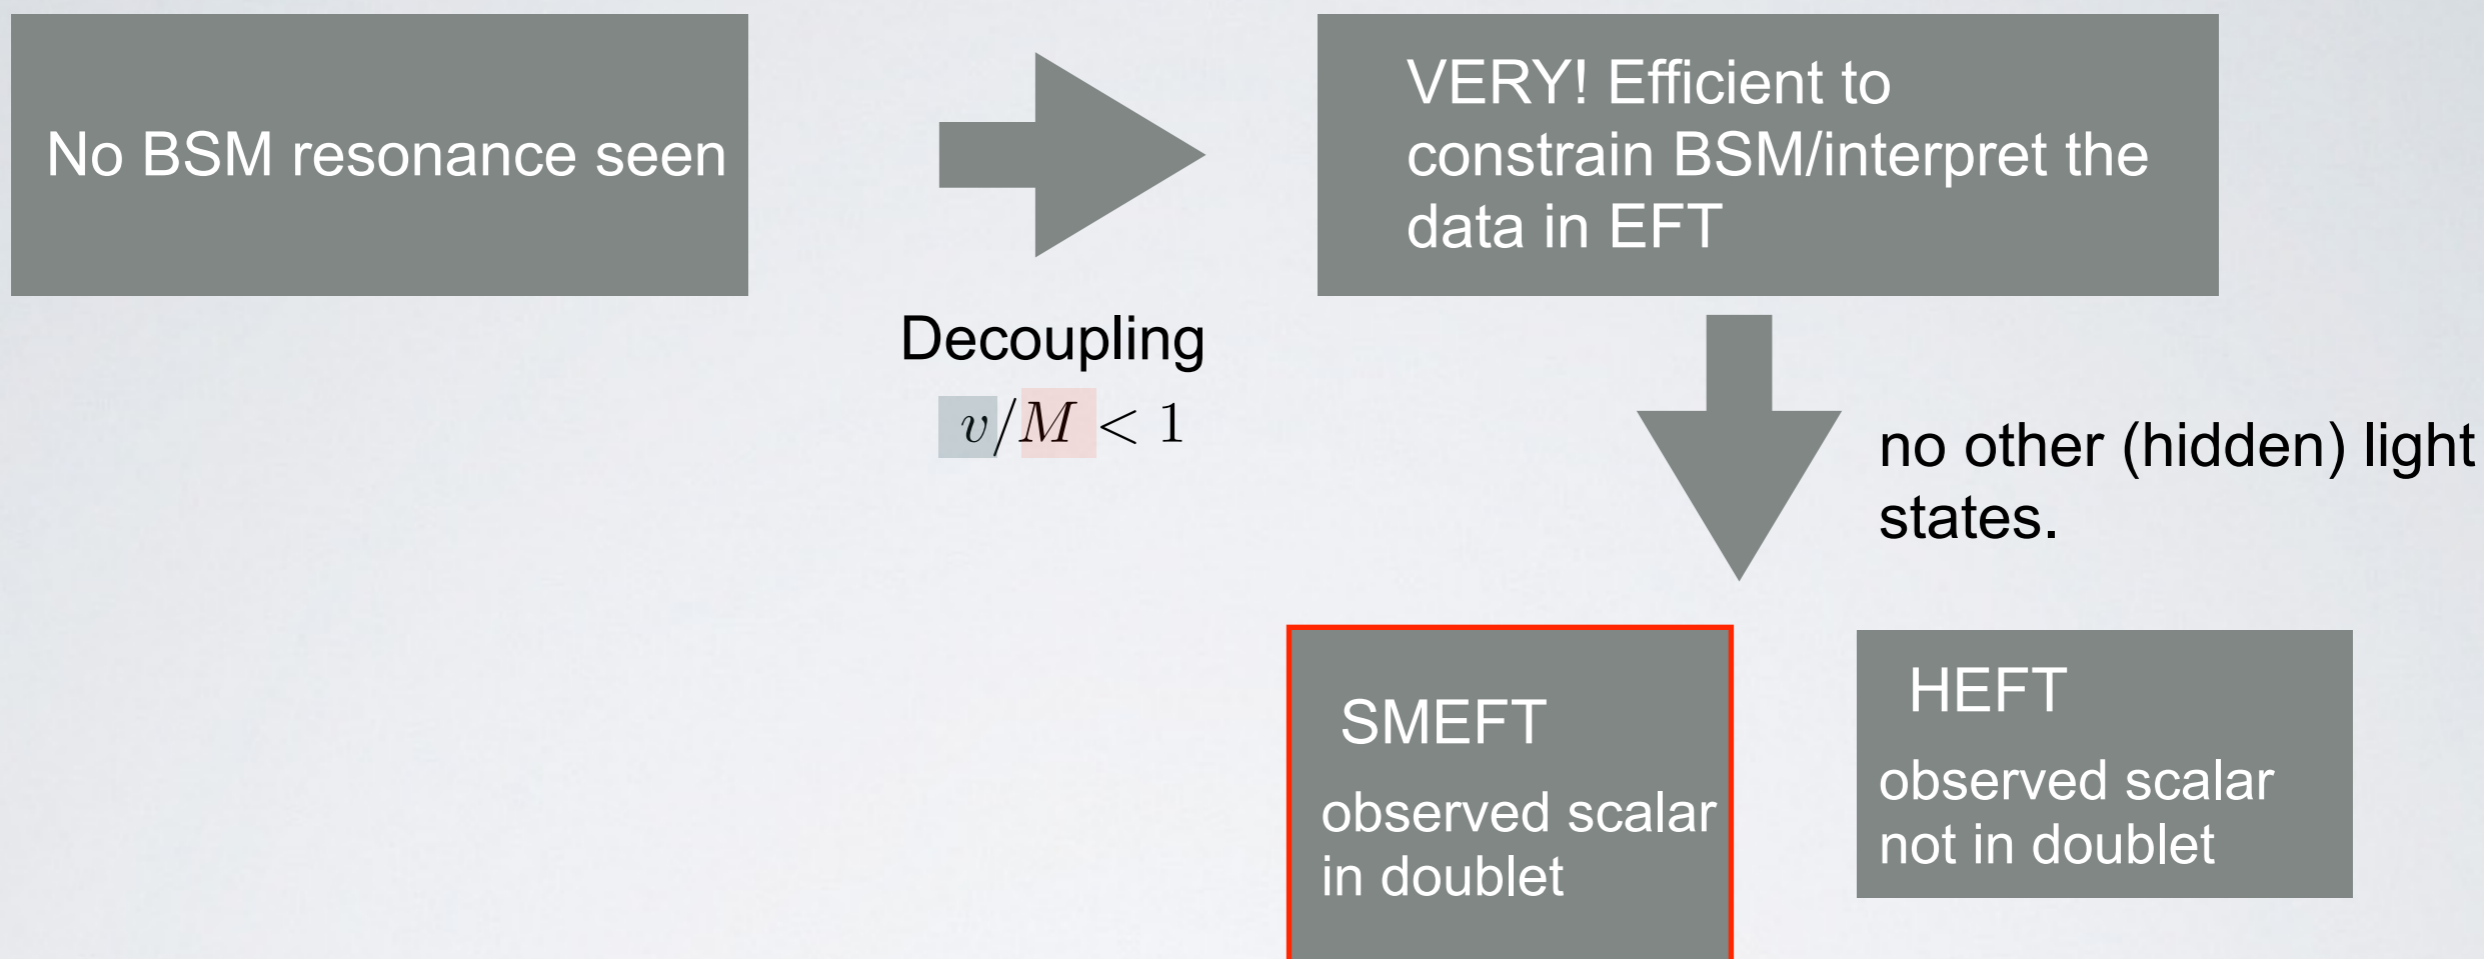 No BSM resonance seen
VERY! Efficient to
constrain BSM/interpret the
data in EFT
Decoupling
v/M < 1
no other (hidden) light
states.
SMEFT
observed scalar
in doublet
HEFT
observed scalar
not in doublet